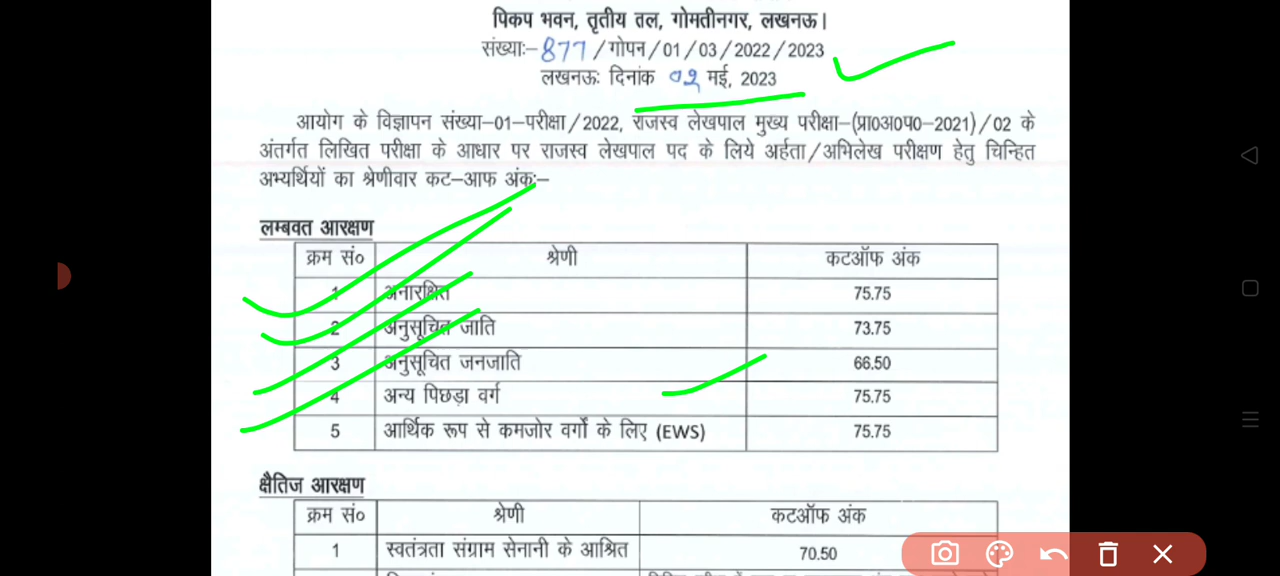 पिकप भवन, तृतीय तल, गोमतीनगर, लखनऊ।
संख्याः-877/गोपन/01/03/2022/2023
लखनऊः दिनांक 02 मई, 2023
आयोग के विज्ञापन संख्या-01-परीक्षा/2022, राजस्व लेखपाल मुख्य परीक्षा-(प्रा0अ0प0-2021)/02 के
अंतर्गत लिखित परीक्षा के आधार पर राजस्व लेखपाल पद के लिये अर्हता/अभिलेख परीक्षण हेतु चिन्हित
अभ्यर्थियों का श्रेणीवार कट-आफ अंकः-
लम्बवत आरक्षण
क्रम सं० श्रेणी कटऑफ अंक
1 अनारक्षित 75.75
2 अनुसूचित जाति 73.75
3 अनुसूचित जनजाति 66.50
4 अन्य पिछड़ा वर्ग 75.75
5 आर्थिक रूप से कमजोर वर्गों के लिए (EWS) 75.75
क्षैतिज आरक्षण
क्रम सं० श्रेणी कटऑफ अंक
1 स्वतंत्रता संग्राम सेनानी के आश्रित 70.50